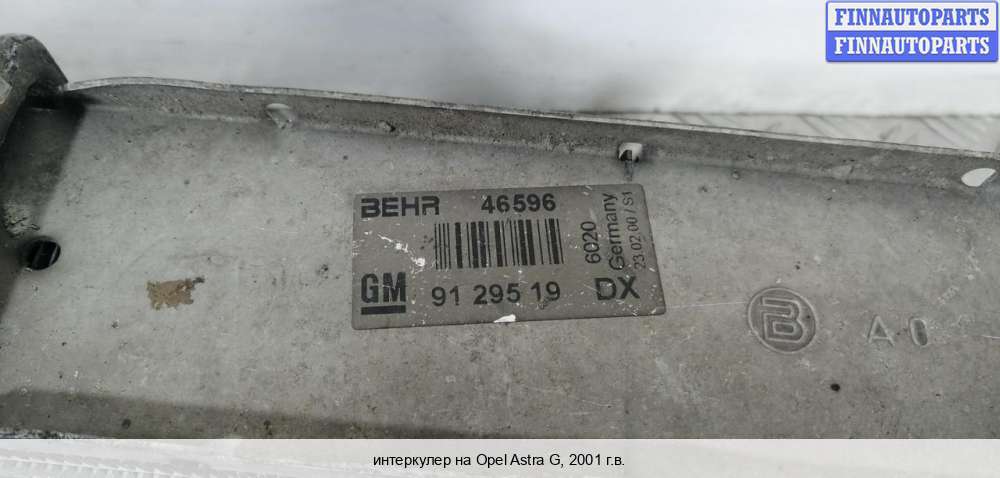 FINNAUTOPARTS
FINNAUTOPARTS
BEHR 46596
GM 91 295 19 DX
6020
Germany
23.02.00 / S1
B A 0
интеркулер на Opel Astra G, 2001 г.в.